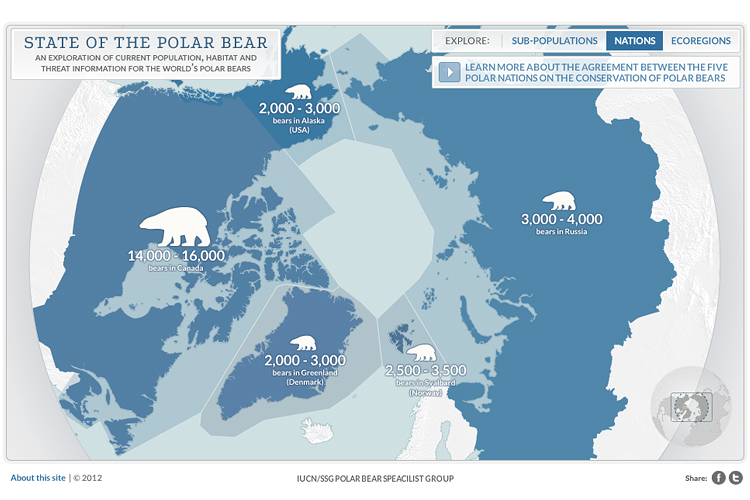 STATE OF THE POLAR BEAR
AN EXPLORATION OF CURRENT POPULATION, HABITAT AND
THREAT INFORMATION FOR THE WORLD'S POLAR BEARS
EXPLORE:
SUB-POPULATIONS
NATIONS
ECOREGIONS
LEARN MORE ABOUT THE AGREEMENT BETWEEN THE FIVE
POLAR NATIONS ON THE CONSERVATION OF POLAR BEARS
2,000 - 3,000
bears in Alaska
(USA)
14,000 - 16,000
bears in Canada
3,000 - 4,000
bears in Russia
2,000 - 3,000
bears in Greenland
(Denmark)
2,500 - 3,500
bears in Svalbard
(Norway)
About this site | © 2012
IUCN/SSG POLAR BEAR SPEACILIST GROUP
Share: